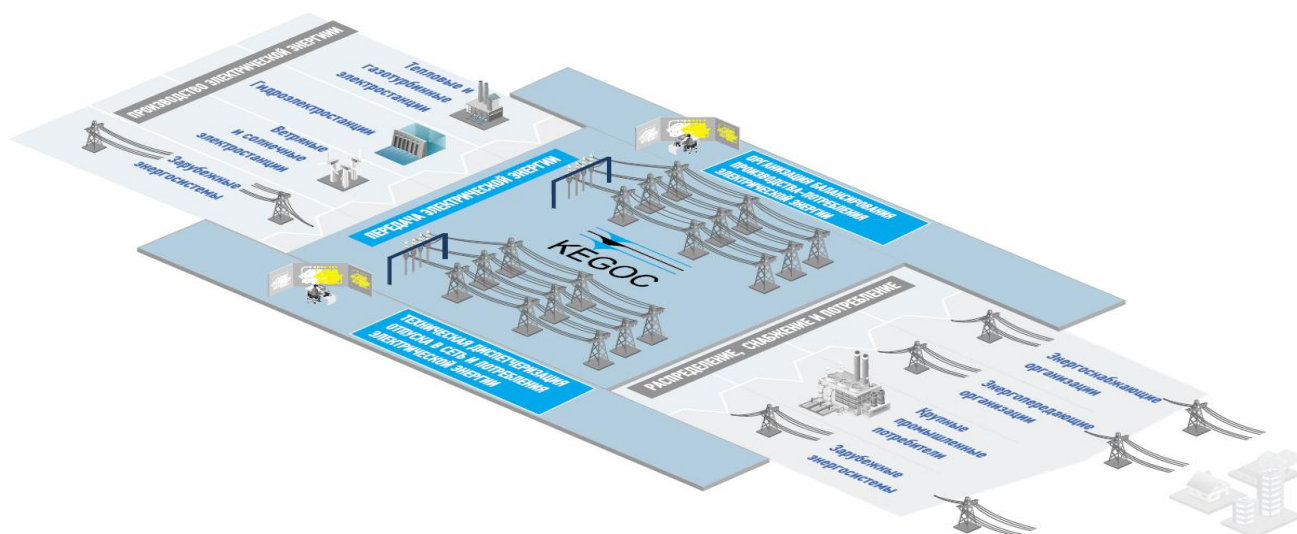 ПРОИЗВОДСТВО ЭЛЕКТРИЧЕСКОЙ ЭНЕРГИИИ
Тепловые и
газотурбинные
электростанции
Гидроэлектростанции
Ветряные
и солнечные
электростанции
Зарубежные
энергосистемы
ПЕРЕДАЧА ЭЛЕКТРИЧЕСКОЙ ЭНЕРГИИ
ОРГАНИЗАЦИЯ БАЛАНСИРОВАНИЯ
ПРОИЗВОДСТВА-ПОТРЕБЛЕНИЯ
ЭЛЕКТРИЧЕСКОЙ ЭНЕРГИИ
KEGOC
ТЕХНИЧЕСКАЯ ДИСПЕТЧЕРИЗАЦИЯ
ОТПУСКА В СЕТЬ И ПОТРЕБЛЕНИЯ
ЭЛЕКТРИЧЕСКОЙ ЭНЕРГИИ
РАСПРЕДЕЛЕНИЕ, СНАБЖЕНИЕ И ПОТРЕБЛЕНИЕ
Энергоснабжающие
организации
Энергопередающие
организации
Крупные
промышленные
потребители
Зарубежные
энергосистемы